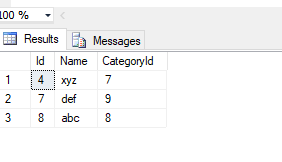 100 %
Results Messages
Id Name CategoryId
1 4 xyz 7
2 7 def 9
3 8 abc 8